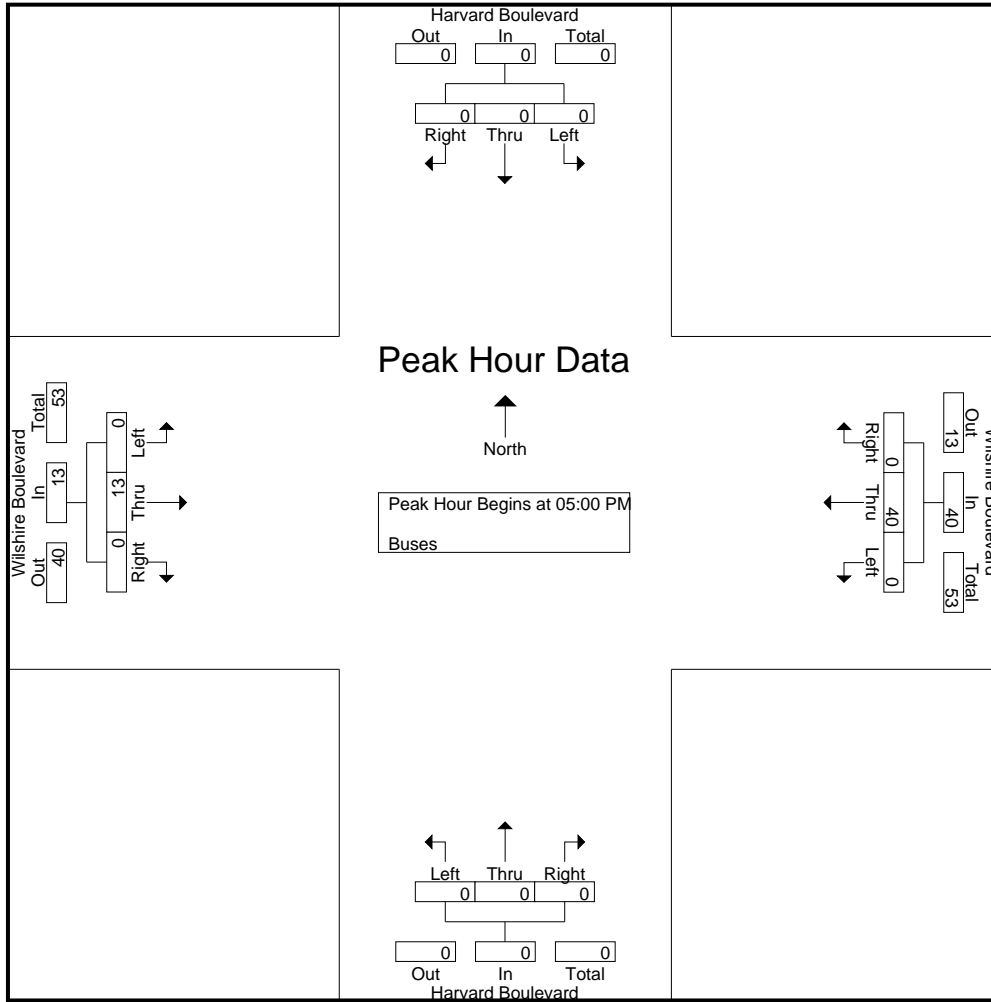 Harvard Boulevard
Out In Total
0 0 0
0 0 0
Right Thru Left
Peak Hour Data
North
Peak Hour Begins at 05:00 PM
Buses
Wilshire Boulevard
Total In Out
53 13 40
0 13 0
Left Thru Right
Wilshire Boulevard
Out In Total
13 40 53
0 40 0
Right Thru Left
Left Thru Right
0 0 0
0 0 0
Out In Total
Harvard Boulevard